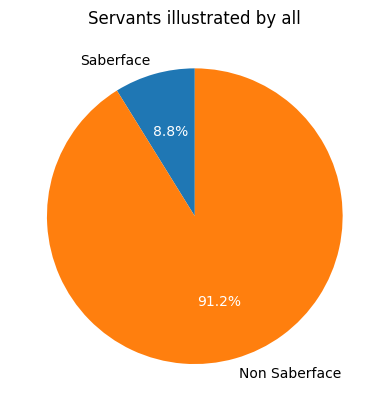 Servants illustrated by all
Saberface
8.8%
91.2%
Non Saberface